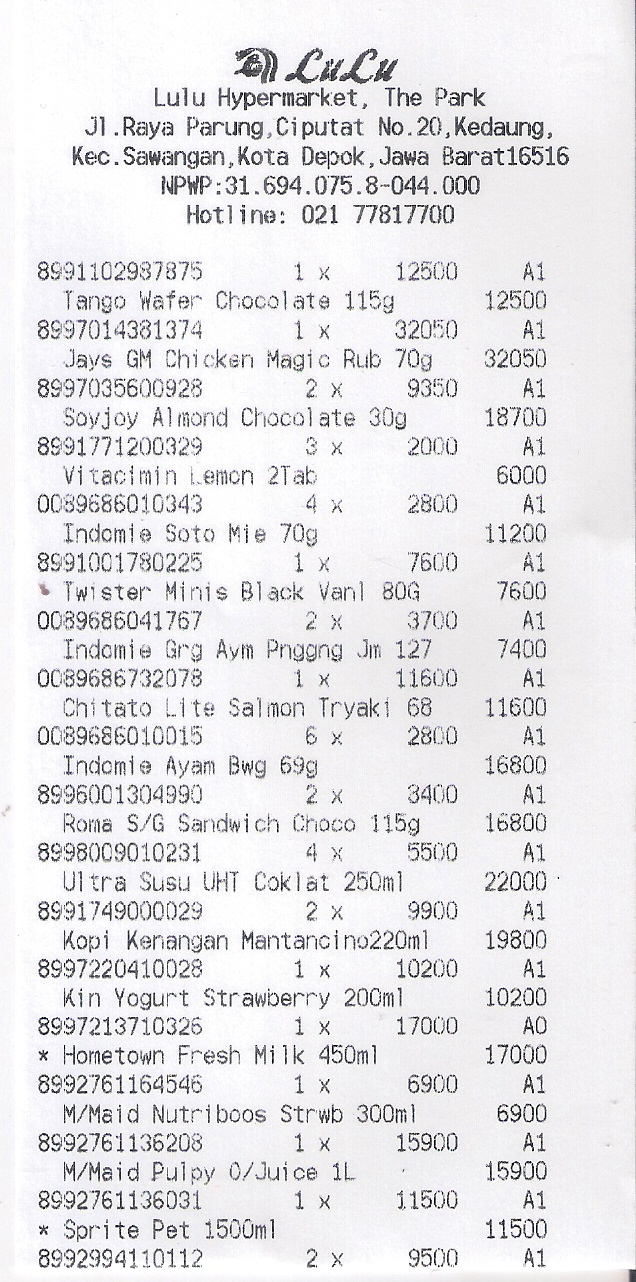 LuLu
Lulu Hypermarket, The Park
Jl.Raya Parung,Ciputat No.20,Kedaung,
Kec.Sawangan,Kota Depok,Jawa Barat16516
NPWP:31.694.075.8-044.000
Hotline: 021 77817700
8991102987875 1 x 12500 A1
Tango Wafer Chocolate 115g 12500
8997014381374 1 x 32050 A1
Jays GM Chicken Magic Rub 70g 32050
8997035600928 2 x 9350 A1
Soyjoy Almond Chocolate 30g 18700
8991771200329 3 x 2000 A1
Vitacimin Lemon 2Tab 6000
0089686010343 4 x 2800 A1
Indomie Soto Mie 70g 11200
8991001780225 1 x 7600 A1
Twister Minis Black Vanl 80G 7600
0089686041767 2 x 3700 A1
Indomie Grg Aym Pnggng Jm 127 7400
0089686732078 1 x 11600 A1
Chitato Lite Salmon Tryaki 68 11600
0089686010015 6 x 2800 A1
Indomie Ayam Bwg 69g 16800
8996001304990 2 x 3400 A1
Roma S/G Sandwich Choco 115g 16800
8998009010231 4 x 5500 A1
Ultra Susu UHT Coklat 250ml 22000
8991749000029 2 x 9900 A1
Kopi Kenangan Mantancino220ml 19800
8997220410028 1 x 10200 A1
Kin Yogurt Strawberry 200ml 10200
8997213710326 1 x 17000 A0
* Hometown Fresh Milk 450ml 17000
8992761164546 1 x 6900 A1
M/Maid Nutriboos Strwb 300ml 6900
8992761136208 1 x 15900 A1
M/Maid Pulpy O/Juice 1L 15900
8992761136031 1 x 11500 A1
* Sprite Pet 1500ml 11500
8992994110112 2 x 9500 A1